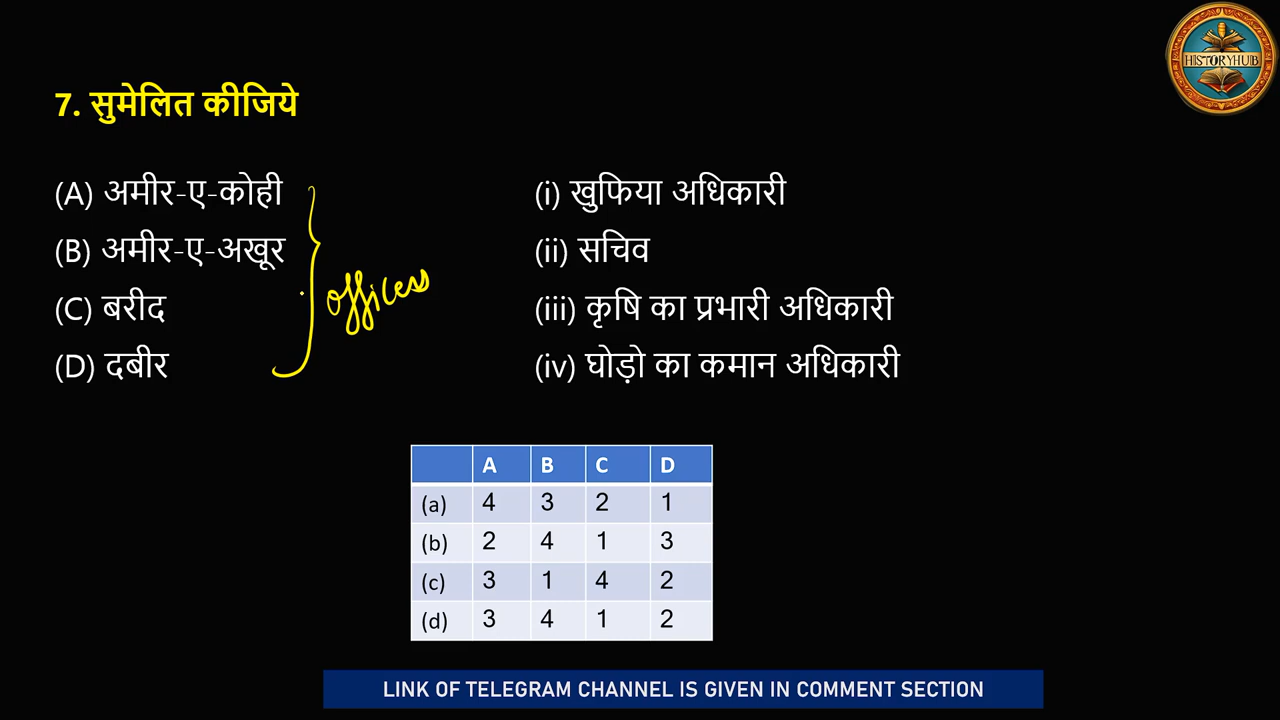 HISTORYHUB
7. सुमेलित कीजिये
(A) अमीर-ए-कोही (i) खुफिया अधिकारी
(B) अमीर-ए-अखूर (ii) सचिव
(C) बरीद (iii) कृषि का प्रभारी अधिकारी
(D) दबीर (iv) घोड़ो का कमान अधिकारी
offices
A B C D
(a) 4 3 2 1
(b) 2 4 1 3
(c) 3 1 4 2
(d) 3 4 1 2
LINK OF TELEGRAM CHANNEL IS GIVEN IN COMMENT SECTION